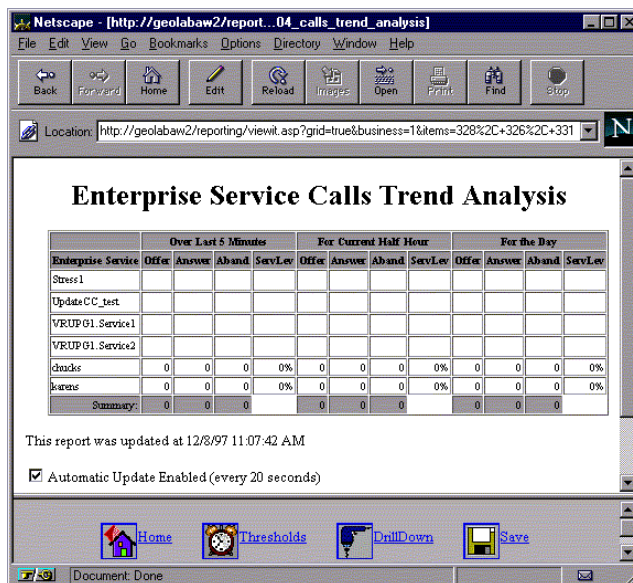 Netscape - [http://geolabaw2/report...04_calls_trend_analysis]
File Edit View Go Bookmarks Options Directory Window Help
Back Forward Home Edit Reload Images Open Print Find Stop
Location: http://geolabaw2/reporting/viewit.asp?grid=true&business=1&items=328%2C+326%2C+331
N
Enterprise Service Calls Trend Analysis
Over Last 5 Minutes For Current Half Hour For the Day
Enterprise Service Offer Answer Aband ServLev Offer Answer Aband ServLev Offer Answer Aband ServLev
Stress1
UpdateCC_test
VRUPG1.Service1
VRUPG1.Service2
chucks 0 0 0 0% 0 0 0 0% 0 0 0 0%
karens 0 0 0 0% 0 0 0 0% 0 0 0 0%
Summary: 0 0 0 0 0 0 0 0 0
This report was updated at 12/8/97 11:07:42 AM
Automatic Update Enabled (every 20 seconds)
Home Thresholds DrillDown Save
Document: Done